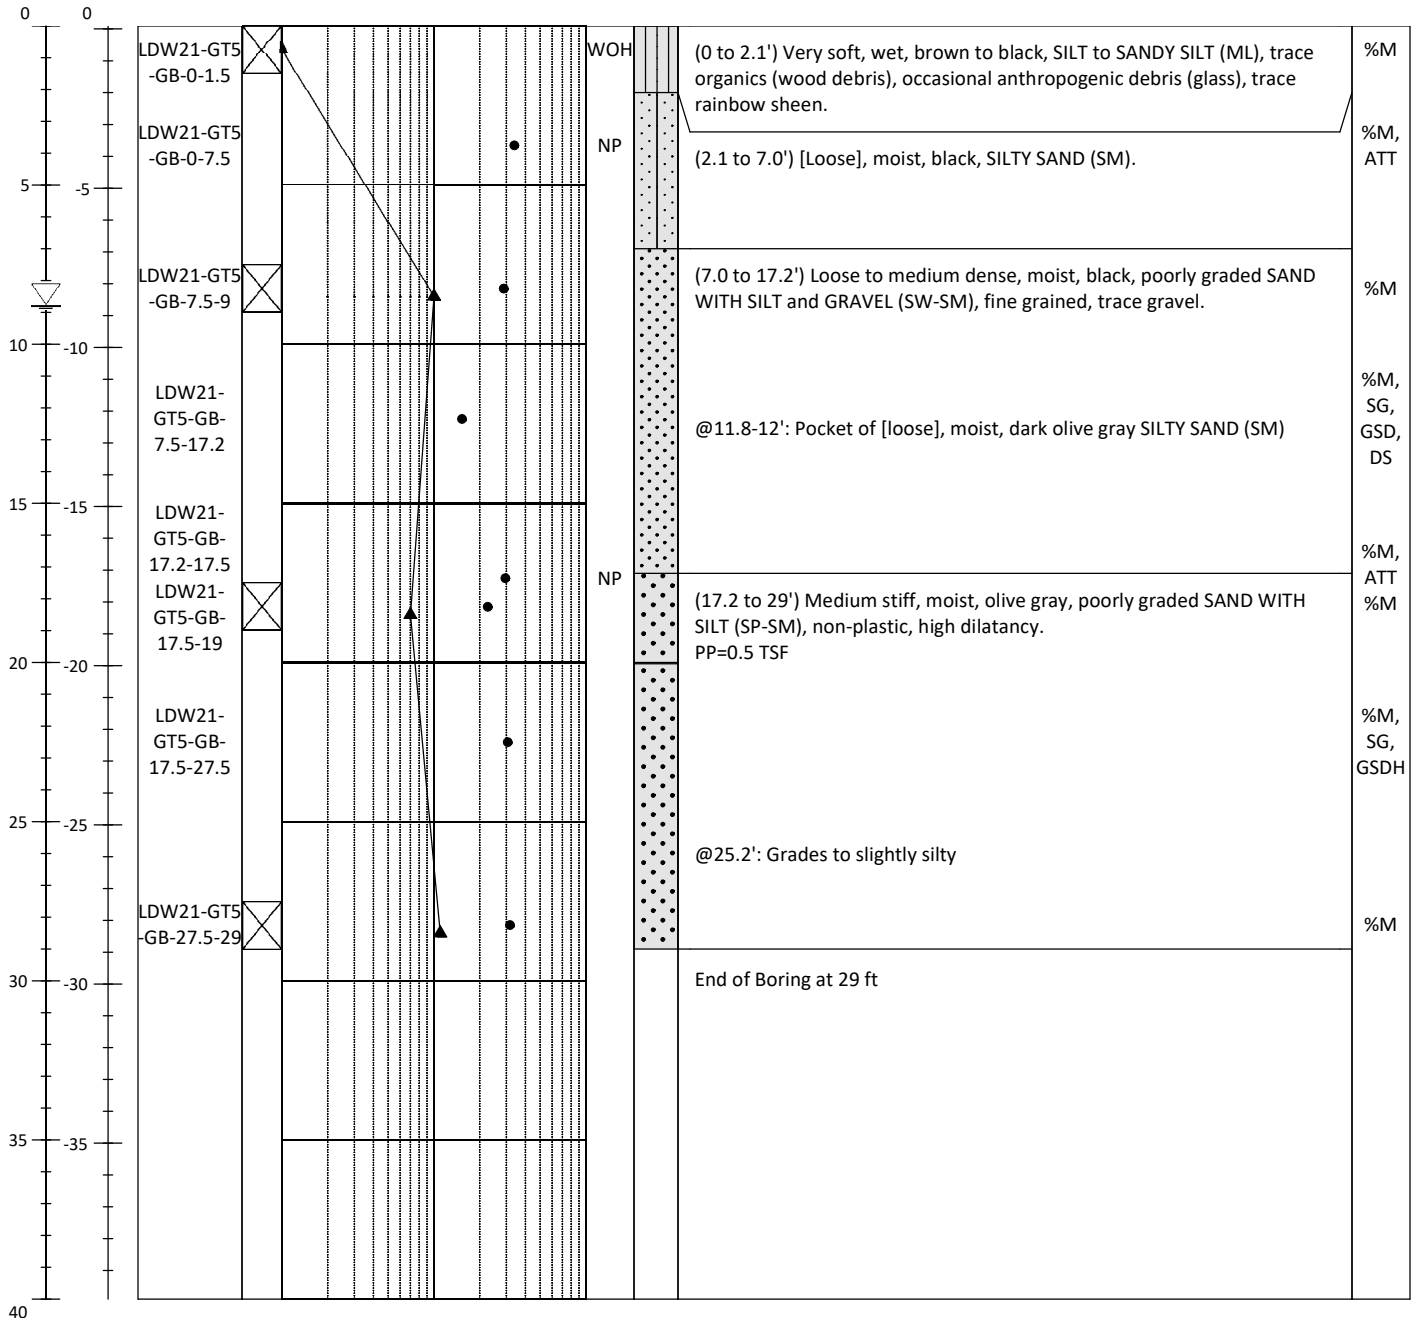 0
0
LDW21-GT5
-GB-0-1.5
WOH
(0 to 2.1') Very soft, wet, brown to black, SILT to SANDY SILT (ML), trace
organics (wood debris), occasional anthropogenic debris (glass), trace
rainbow sheen.
%M
LDW21-GT5
-GB-0-7.5
NP
(2.1 to 7.0') [Loose], moist, black, SILTY SAND (SM).
%M,
ATT
5
-5
LDW21-GT5
-GB-7.5-9
(7.0 to 17.2') Loose to medium dense, moist, black, poorly graded SAND
WITH SILT and GRAVEL (SW-SM), fine grained, trace gravel.
%M
10
-10
LDW21-
GT5-GB-
7.5-17.2
@11.8-12': Pocket of [loose], moist, dark olive gray SILTY SAND (SM)
%M,
SG,
GSD,
DS
15
-15
LDW21-
GT5-GB-
17.2-17.5
NP
%M,
ATT
LDW21-
GT5-GB-
17.5-19
(17.2 to 29') Medium stiff, moist, olive gray, poorly graded SAND WITH
SILT (SP-SM), non-plastic, high dilatancy.
PP=0.5 TSF
%M
20
-20
LDW21-
GT5-GB-
17.5-27.5
%M,
SG,
GSDH
25
-25
@25.2': Grades to slightly silty
LDW21-GT5
-GB-27.5-29
%M
30
-30
End of Boring at 29 ft
35
-35
40